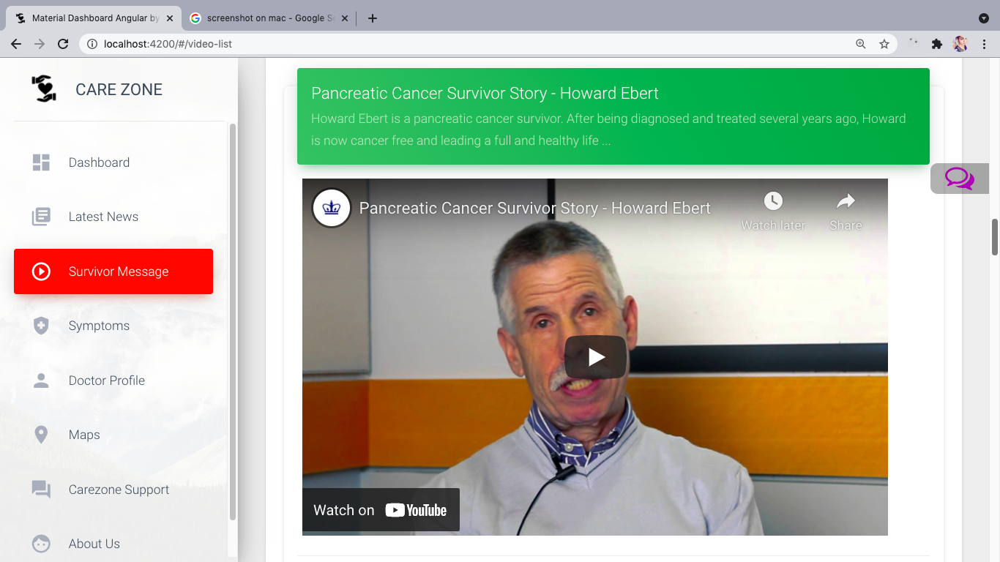 Material Dashboard Angular by
screenshot on mac - Google S
localhost:4200/#/video-list
CARE ZONE
Dashboard
Latest News
Survivor Message
Symptoms
Doctor Profile
Maps
Carezone Support
About Us
Pancreatic Cancer Survivor Story - Howard Ebert
Howard Ebert is a pancreatic cancer survivor. After being diagnosed and treated several years ago, Howard
is now cancer free and leading a full and healthy life ...
Pancreatic Cancer Survivor Story - Howard Ebert
Watch later
Share
Watch on YouTube